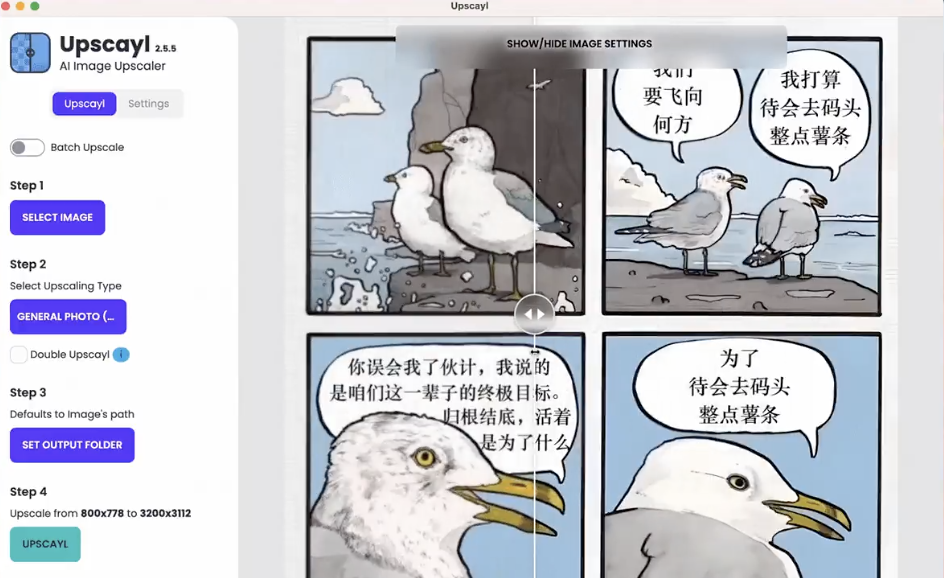 Upscayl
Upscayl 2.5.5
AI Image Upscaler
Upscayl
Settings
Batch Upscale
Step 1
SELECT IMAGE
Step 2
Select Upscaling Type
GENERAL PHOTO (...
Double Upscayl
i
Step 3
Defaults to Image's path
SET OUTPUT FOLDER
Step 4
Upscale from 800x778 to 3200x3112
UPSCAYL
SHOW/HIDE IMAGE SETTINGS
我们
要飞向
何方
我打算
待会去码头
整点薯条
你误会我了伙计，我说的
是咱们这一辈子的终极目标。
归根结底，活着
是为了什么
为了
待会去码头
整点薯条